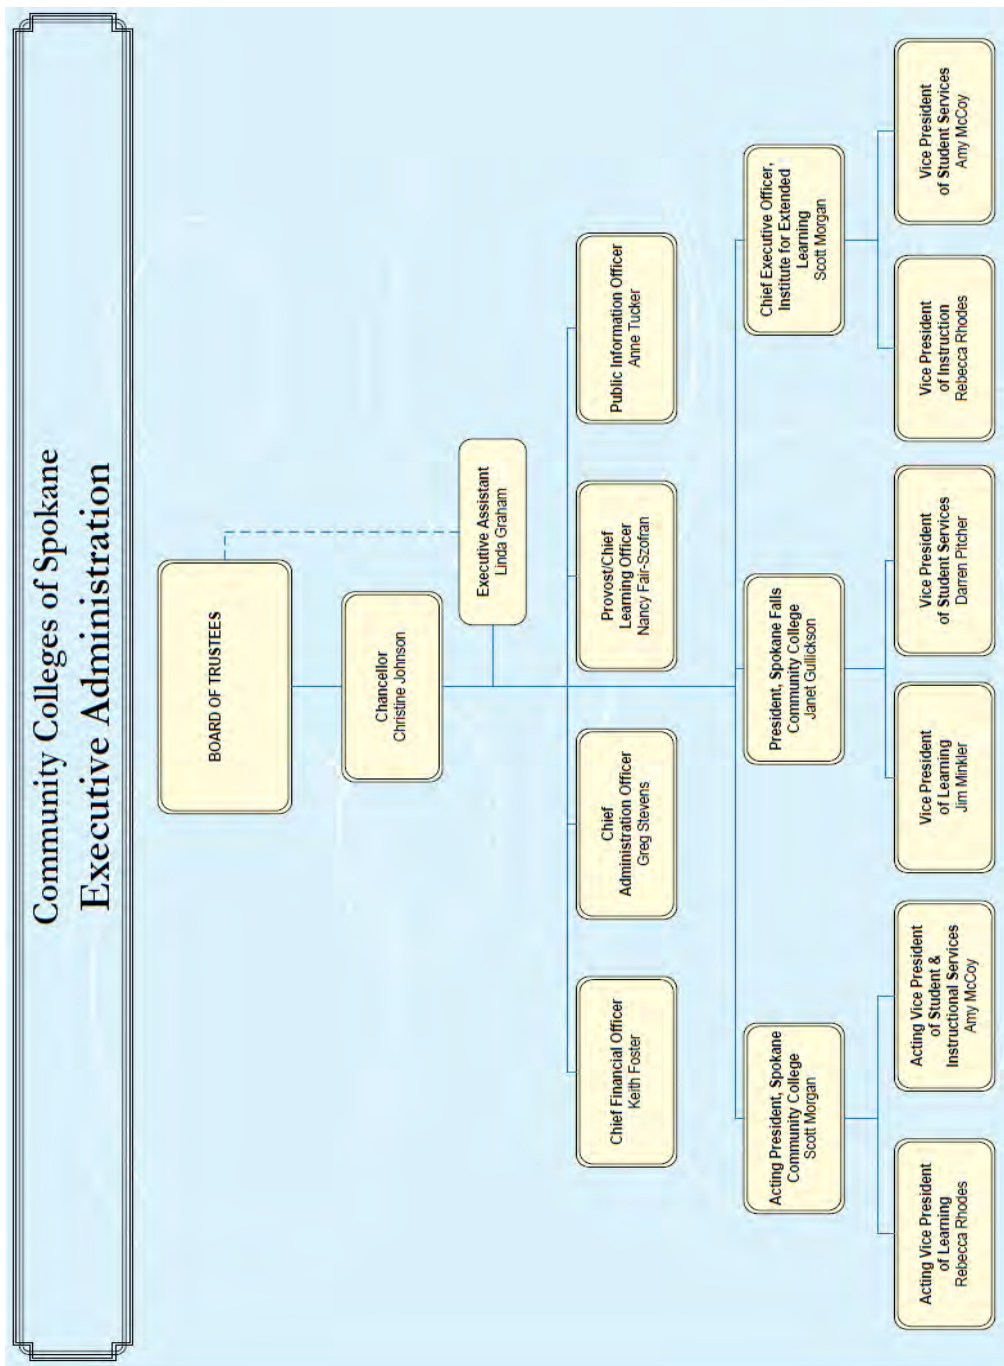 Community Colleges of Spokane
Executive Administration
BOARD OF TRUSTEES
Chancellor
Christine Johnson
Executive Assistant
Linda Graham
Chief Financial Officer
Keith Foster
Chief
Administration Officer
Greg Stevens
Provost/Chief
Learning Officer
Nancy Fair-Szofran
Public Information Officer
Anne Tucker
Acting President, Spokane
Community College
Scott Morgan
President, Spokane Falls
Community College
Janet Gullickson
Chief Executive Officer,
Institute for Extended
Learning
Scott Morgan
Acting Vice President
of Learning
Rebecca Rhodes
Acting Vice President
of Student &
Instructional Services
Amy McCoy
Vice President
of Learning
Jim Minkler
Vice President
of Student Services
Darren Pitcher
Vice President
of Instruction
Rebecca Rhodes
Vice President
of Student Services
Amy McCoy